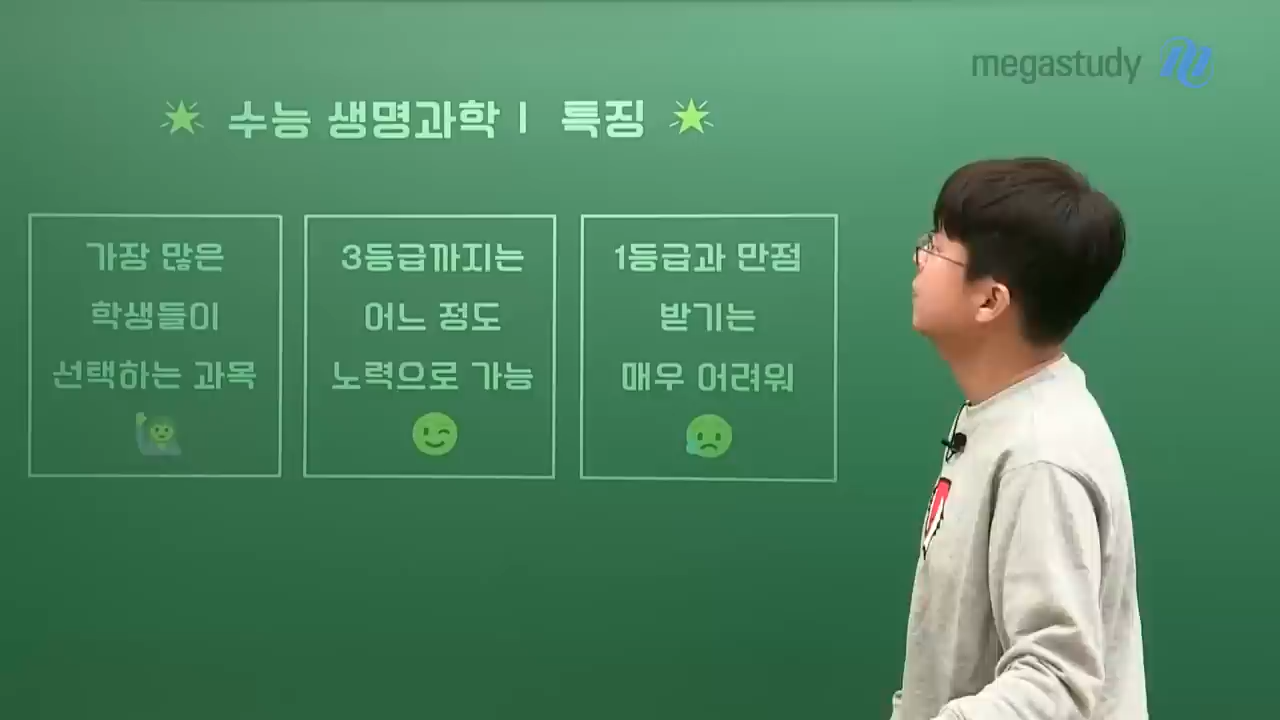 megastudy
수능 생명과학Ⅰ 특징
가장 많은
학생들이
선택하는 과목
3등급까지는
어느 정도
노력으로 가능
1등급과 만점
받기는
매우 어려워